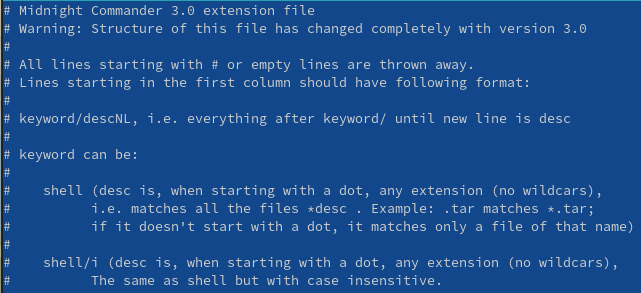 # Midnight Commander 3.0 extension file
# Warning: Structure of this file has changed completely with version 3.0
#
# All lines starting with # or empty lines are thrown away.
# Lines starting in the first column should have following format:
#
# keyword/descNL, i.e. everything after keyword/ until new line is desc
#
# keyword can be:
#
#    shell (desc is, when starting with a dot, any extension (no wildcars),
#          i.e. matches all the files *desc . Example: .tar matches *.tar;
#          if it doesn't start with a dot, it matches only a file of that name)
#
#    shell/i (desc is, when starting with a dot, any extension (no wildcars),
#          The same as shell but with case insensitive.